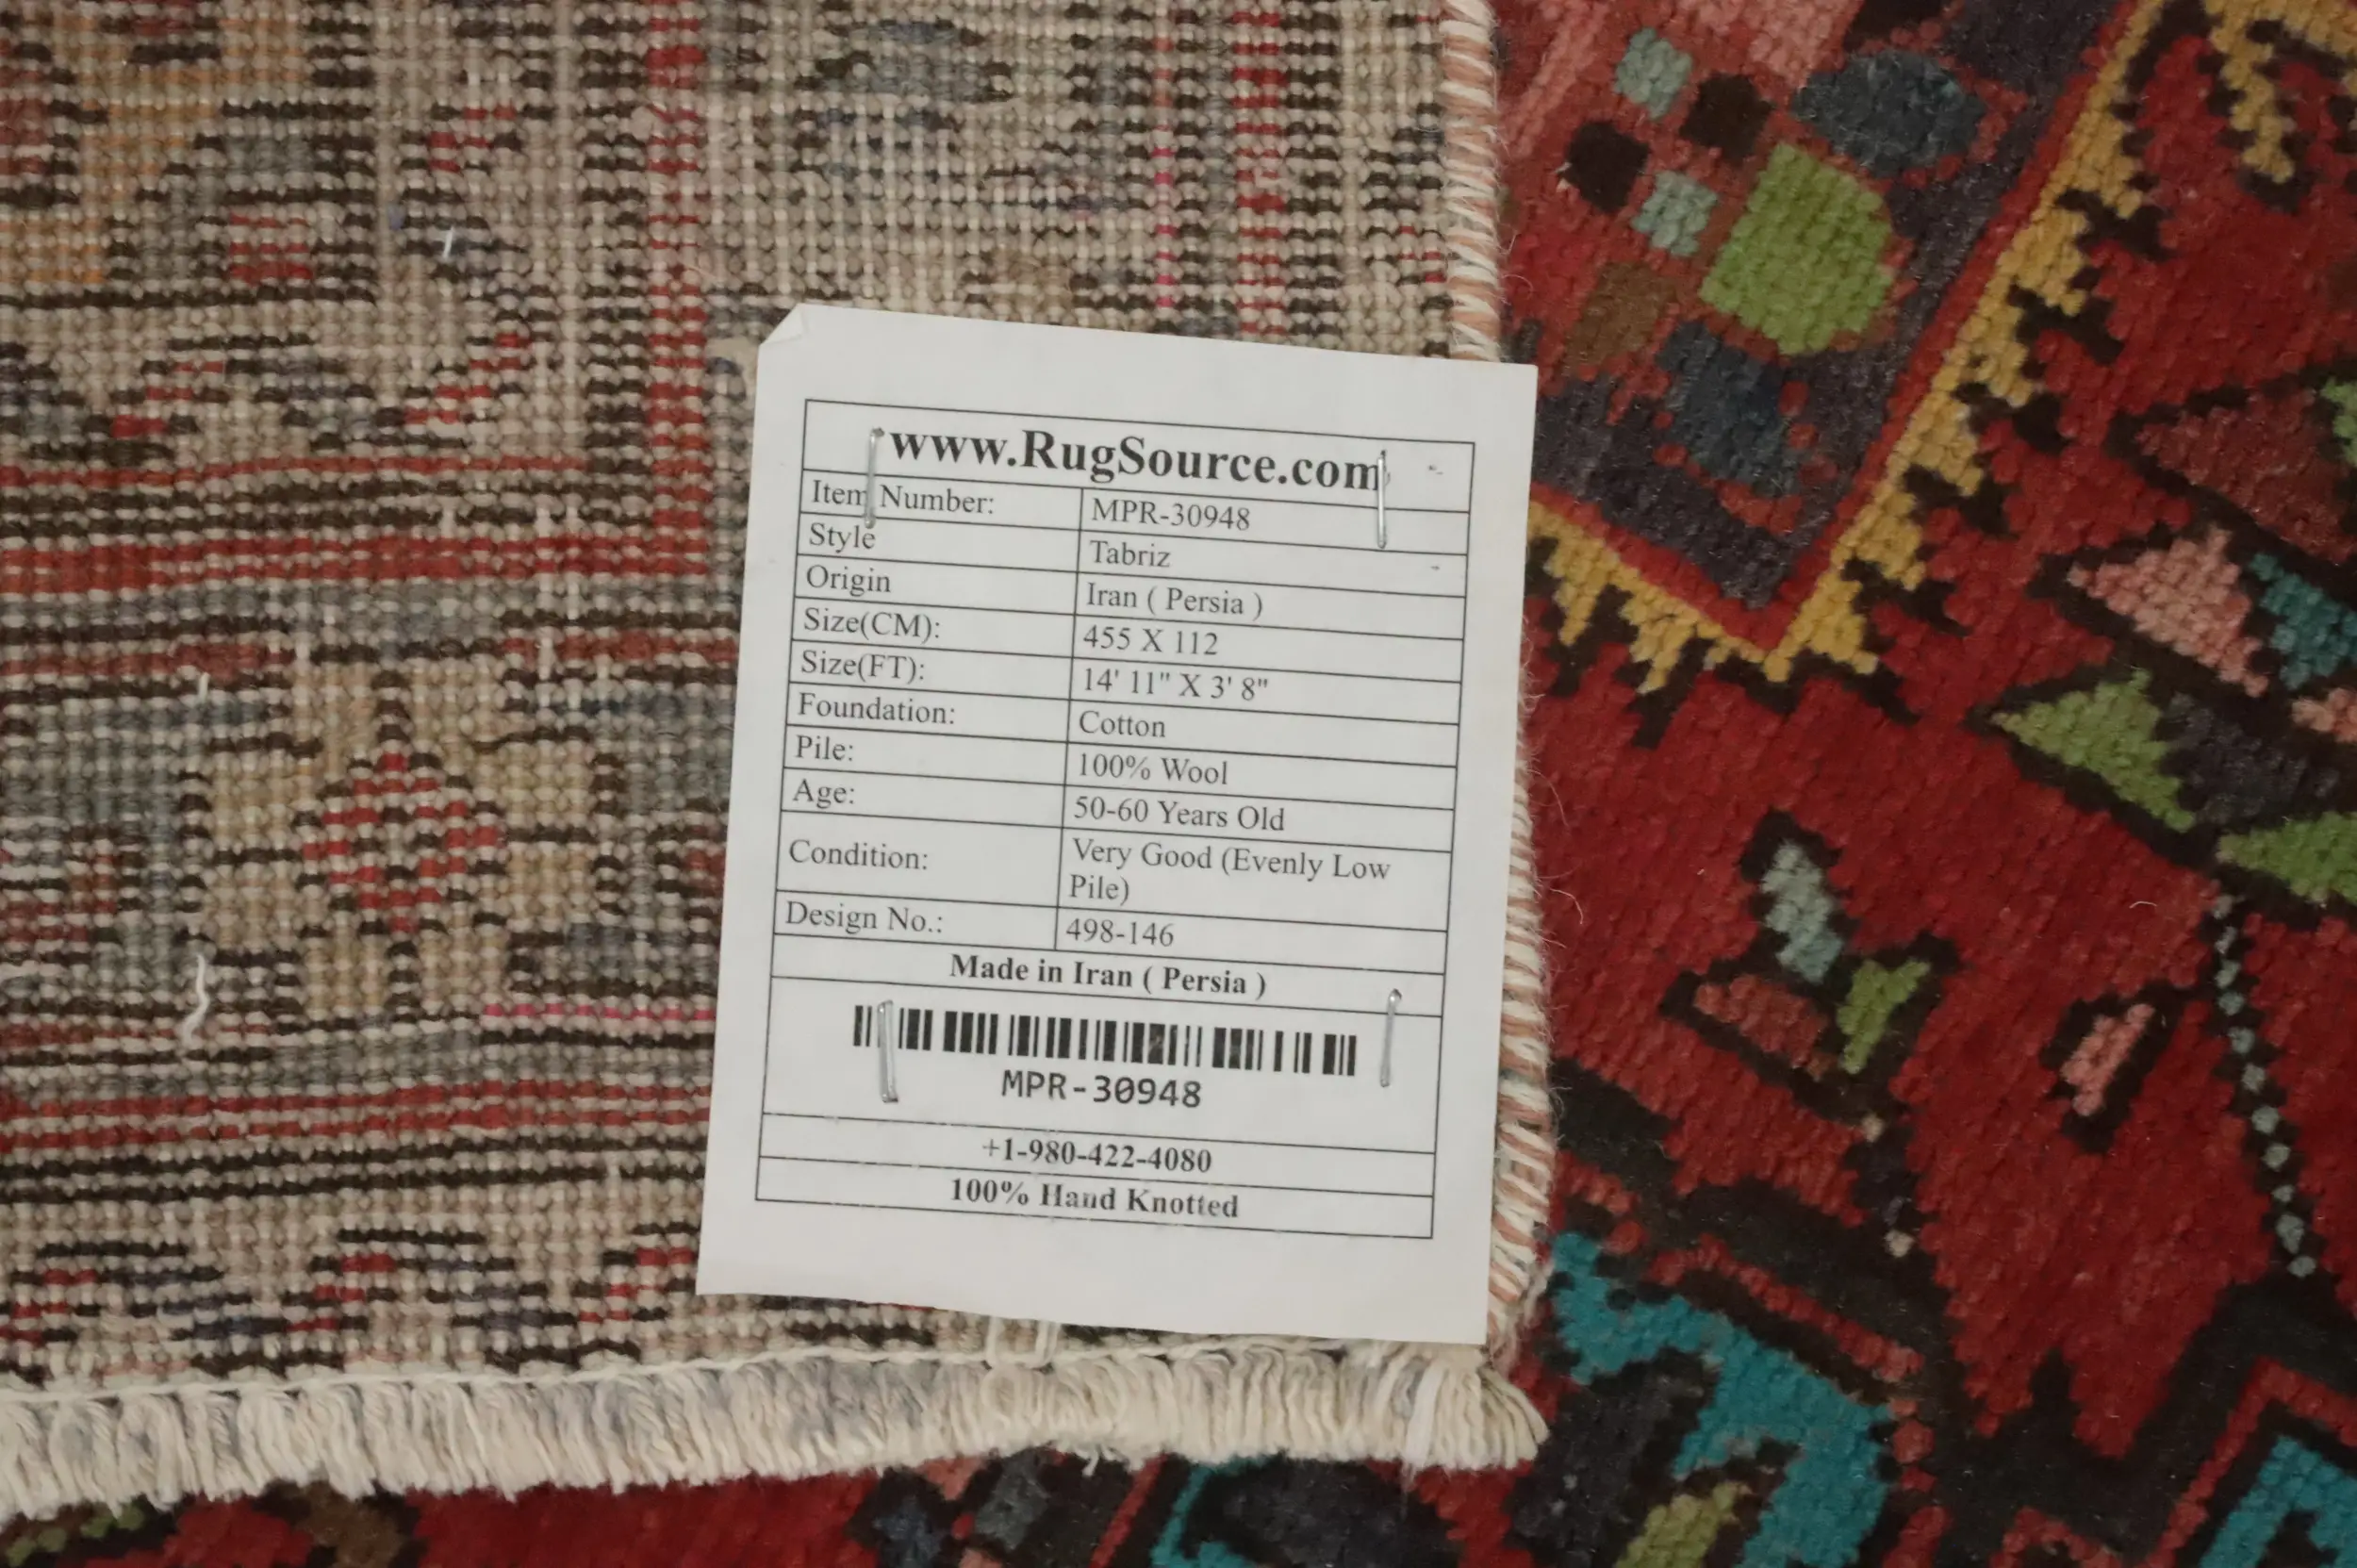 www.RugSource.com
Item Number: MPR-30948
Style Tabriz
Origin Iran ( Persia )
Size(CM): 455 X 112
Size(FT): 14' 11" X 3' 8"
Foundation: Cotton
Pile: 100% Wool
Age: 50-60 Years Old
Condition: Very Good (Evenly Low
Pile)
Design No.: 498-146
Made in Iran ( Persia )
MPR-30948
+1-980-422-4080
100% Hand Knotted